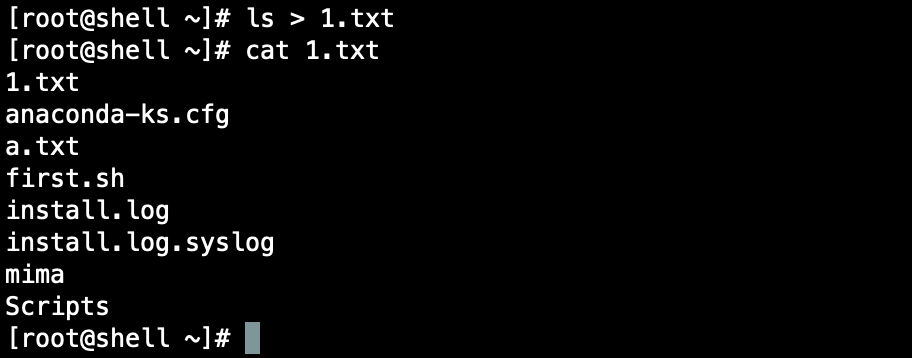 [root@shell ~]# ls > 1.txt
[root@shell ~]# cat 1.txt
1.txt
anaconda-ks.cfg
a.txt
first.sh
install.log
install.log.syslog
mima
Scripts
[root@shell ~]#